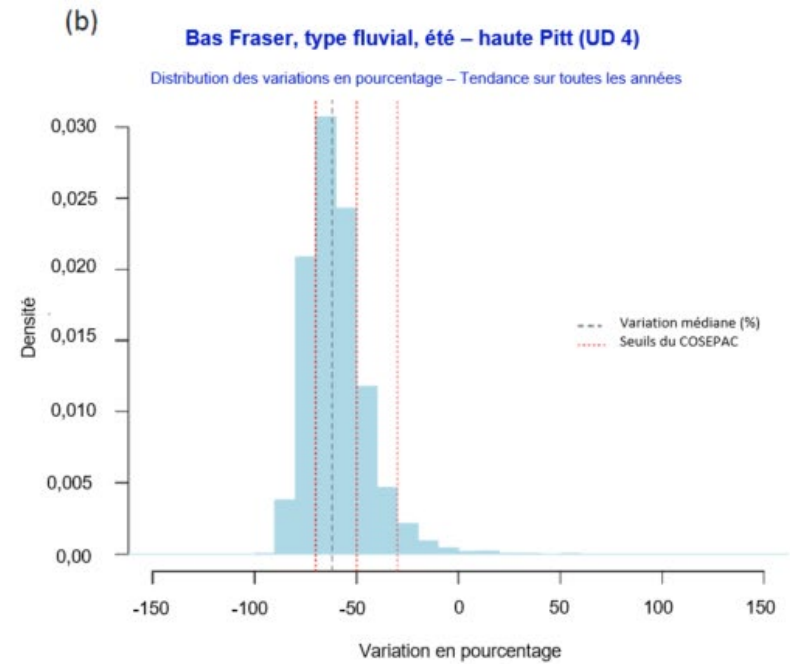 (b)
Bas Fraser, type fluvial, été – haute Pitt (UD 4)
Distribution des variations en pourcentage – Tendance sur toutes les années
0,030
0,025
0,020
0,015
0,010
0,005
0,00
Densité
Variation médiane (%)
Seuils du COSEPAC
-150
-100
-50
0
50
100
150
Variation en pourcentage